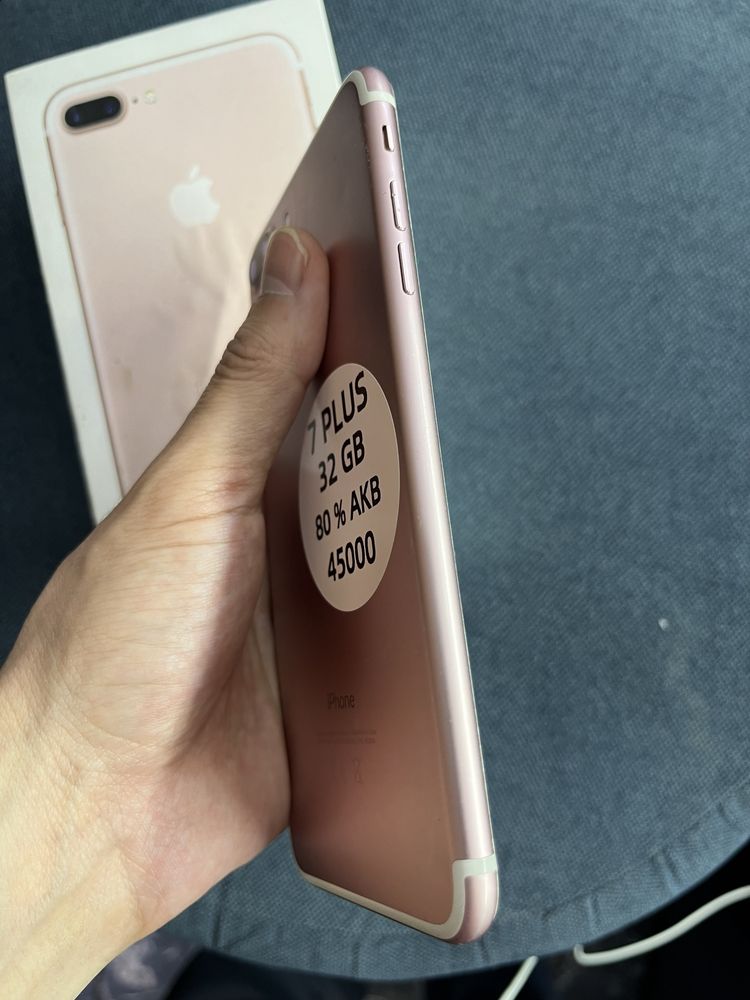 7 PLUS
32 GB
80 % AKB
45000
iPhone